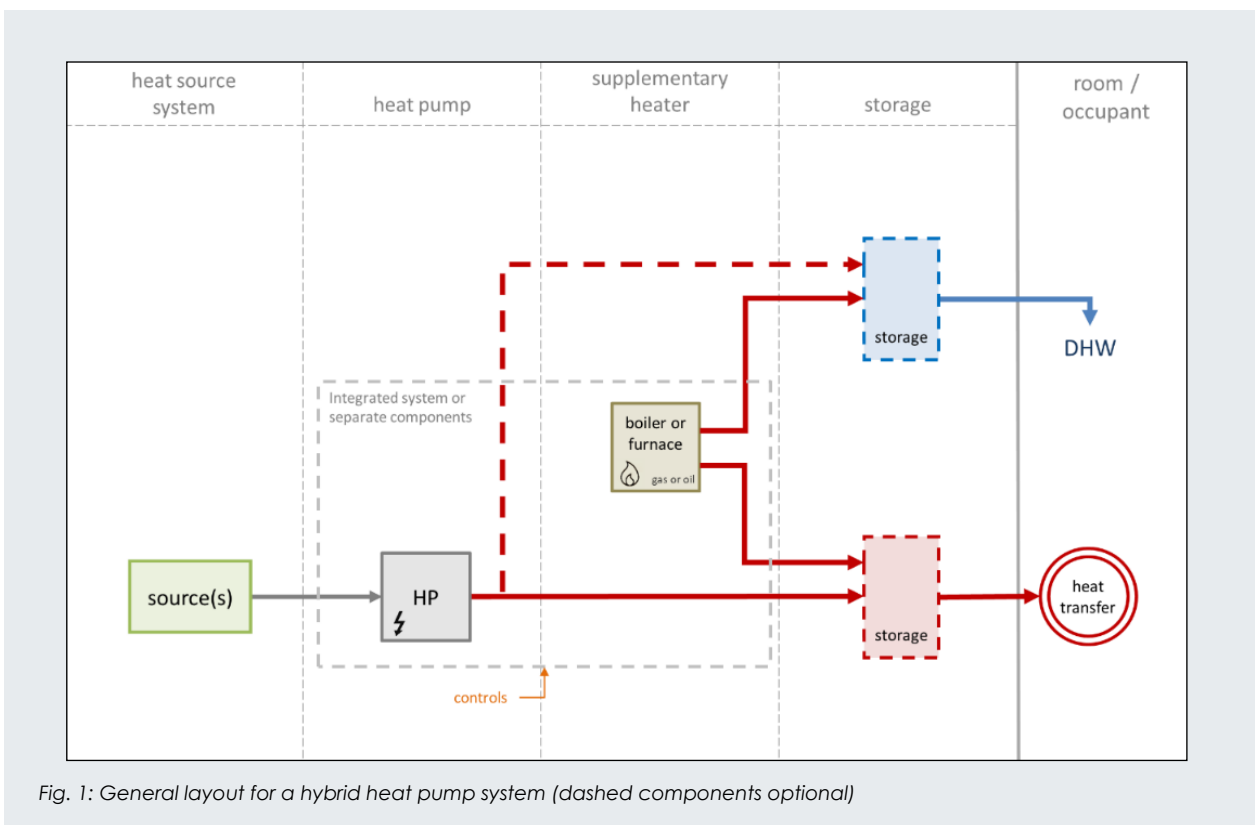 heat source
system
heat pump
supplementary
heater
storage
room /
occupant
storage
DHW
Integrated system or
separate components
boiler or
furnace
gas or oil
source(s)
HP
storage
heat
transfer
controls
Fig. 1: General layout for a hybrid heat pump system (dashed components optional)